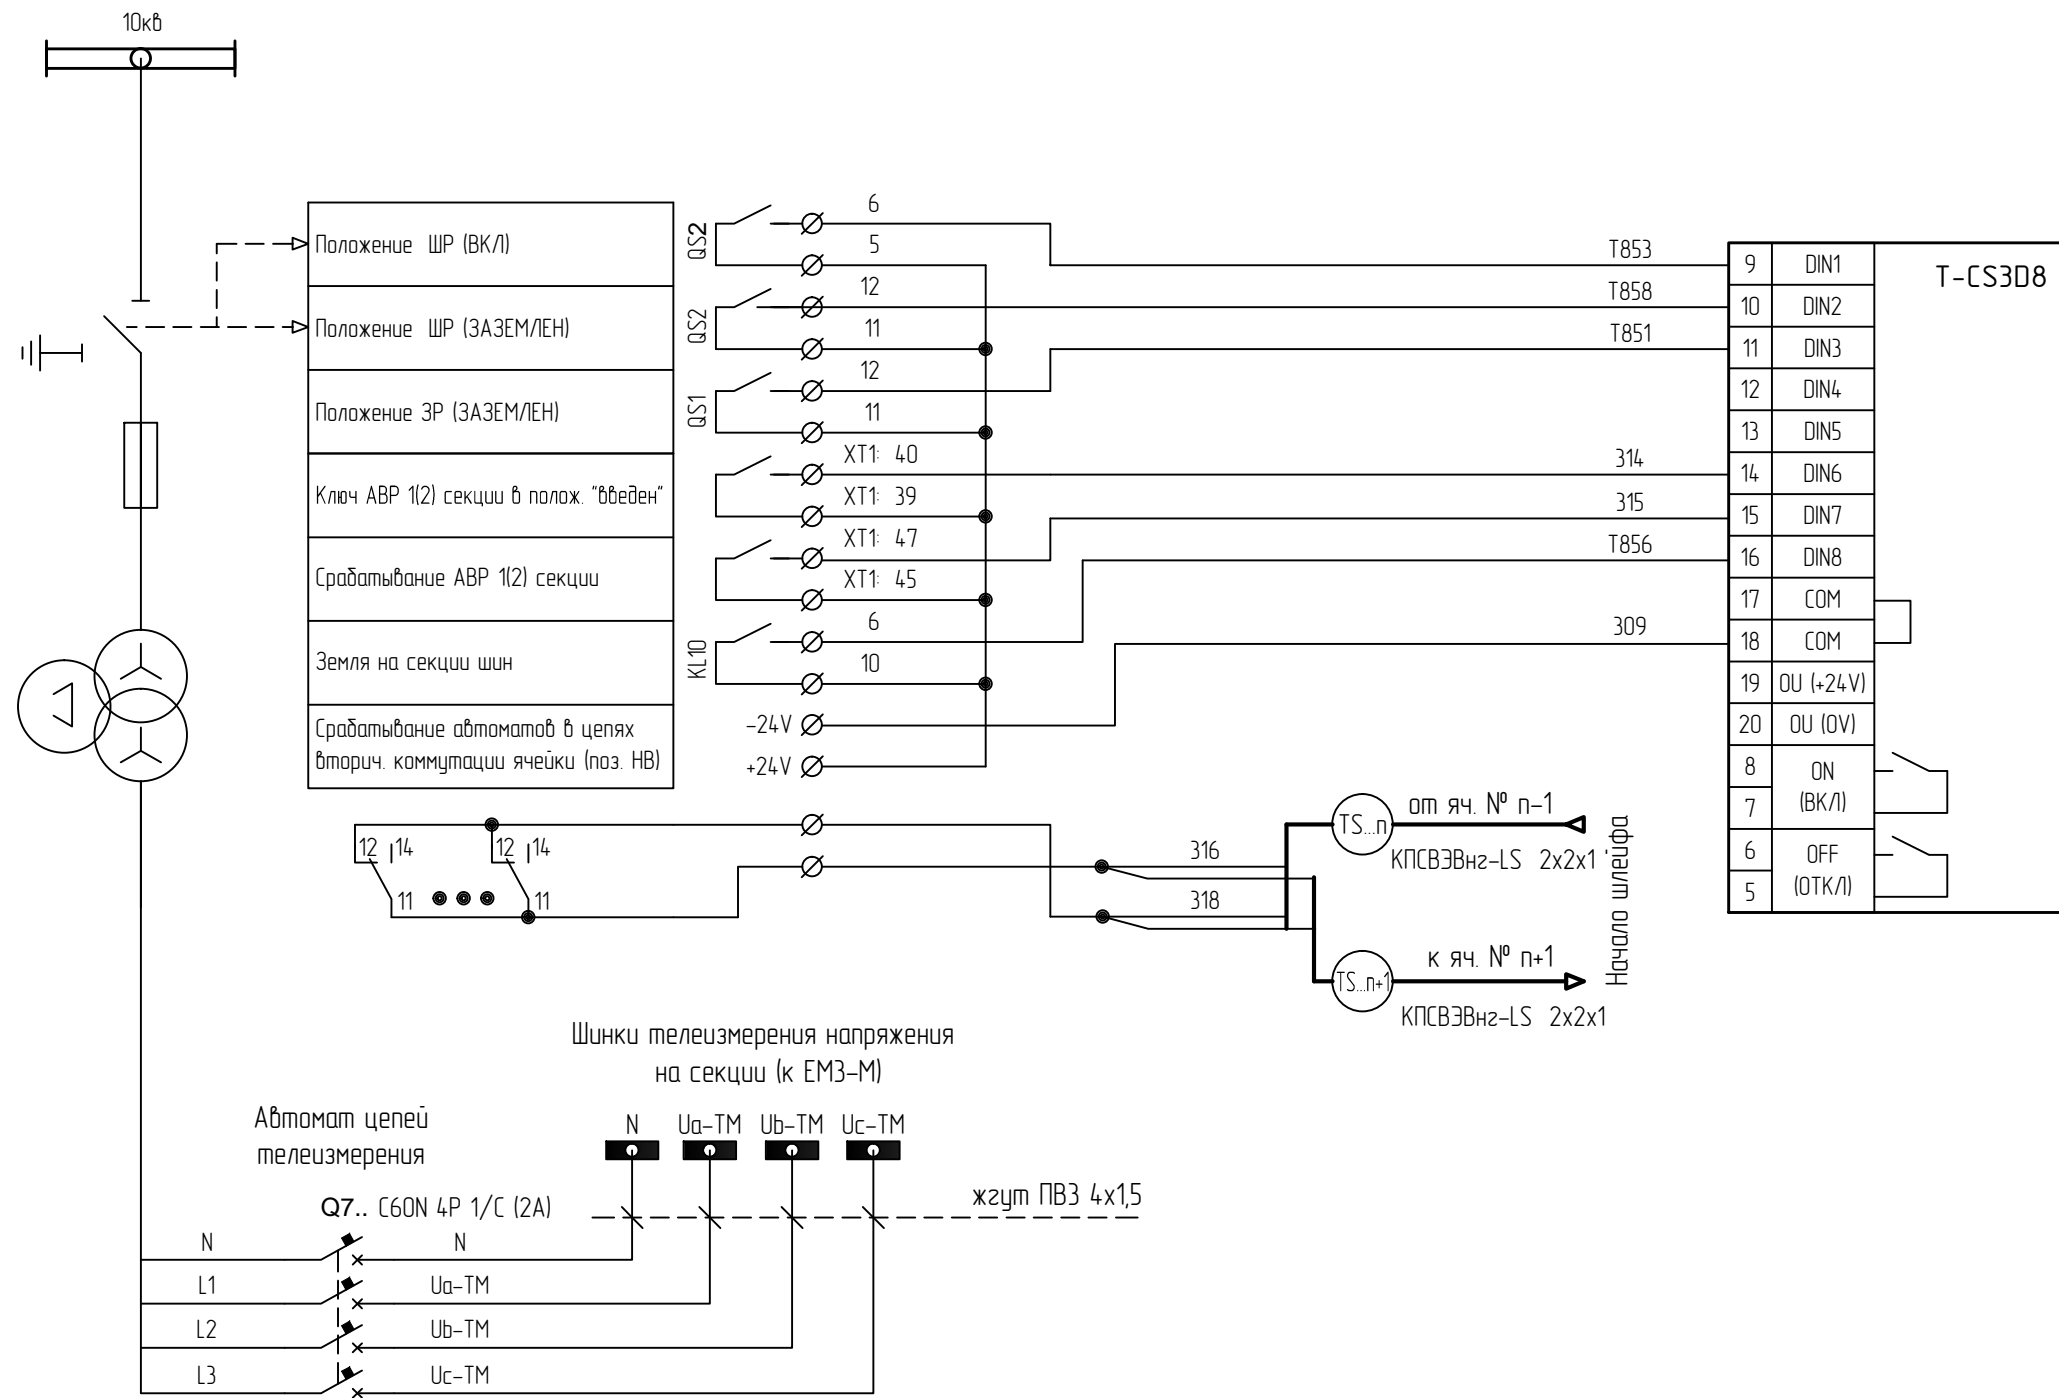 10кв
Положение ШР (ВКЛ)
Положение ШР (ЗАЗЕМЛЕН)
Положение ЗР (ЗАЗЕМЛЕН)
Ключ АВР 1(2) секции в полож. "введен"
Срабатывание АВР 1(2) секции
Земля на секции шин
Срабатывание автоматов в цепях
вторич. коммутации ячейки (поз. НВ)
QS2
6
5
QS2
12
11
QS1
12
11
XT1: 40
XT1: 39
XT1: 47
XT1: 45
KL10
6
10
-24V
+24V
T853
T858
T851
314
315
T856
309
T-CS3D8
9 DIN1
10 DIN2
11 DIN3
12 DIN4
13 DIN5
14 DIN6
15 DIN7
16 DIN8
17 COM
18 COM
19 OU (+24V)
20 OU (0V)
8 ON
7 (ВКЛ)
6 OFF
5 (ОТКЛ)
12 14
11
12 14
11
316
318
TS...n
от яч. № n-1
КПСВЭВнг-LS 2x2x1
TS...n+1
к яч. № n+1
КПСВЭВнг-LS 2x2x1
Начало шлейфа
Шинки телеизмерения напряжения
на секции (к ЕМ3-М)
Автомат цепей
телеизмерения
N Ua-TM Ub-TM Uc-TM
Q7.. C60N 4P 1/C (2A)
жгут ПВ3 4x1,5
N N
L1 Ua-TM
L2 Ub-TM
L3 Uc-TM